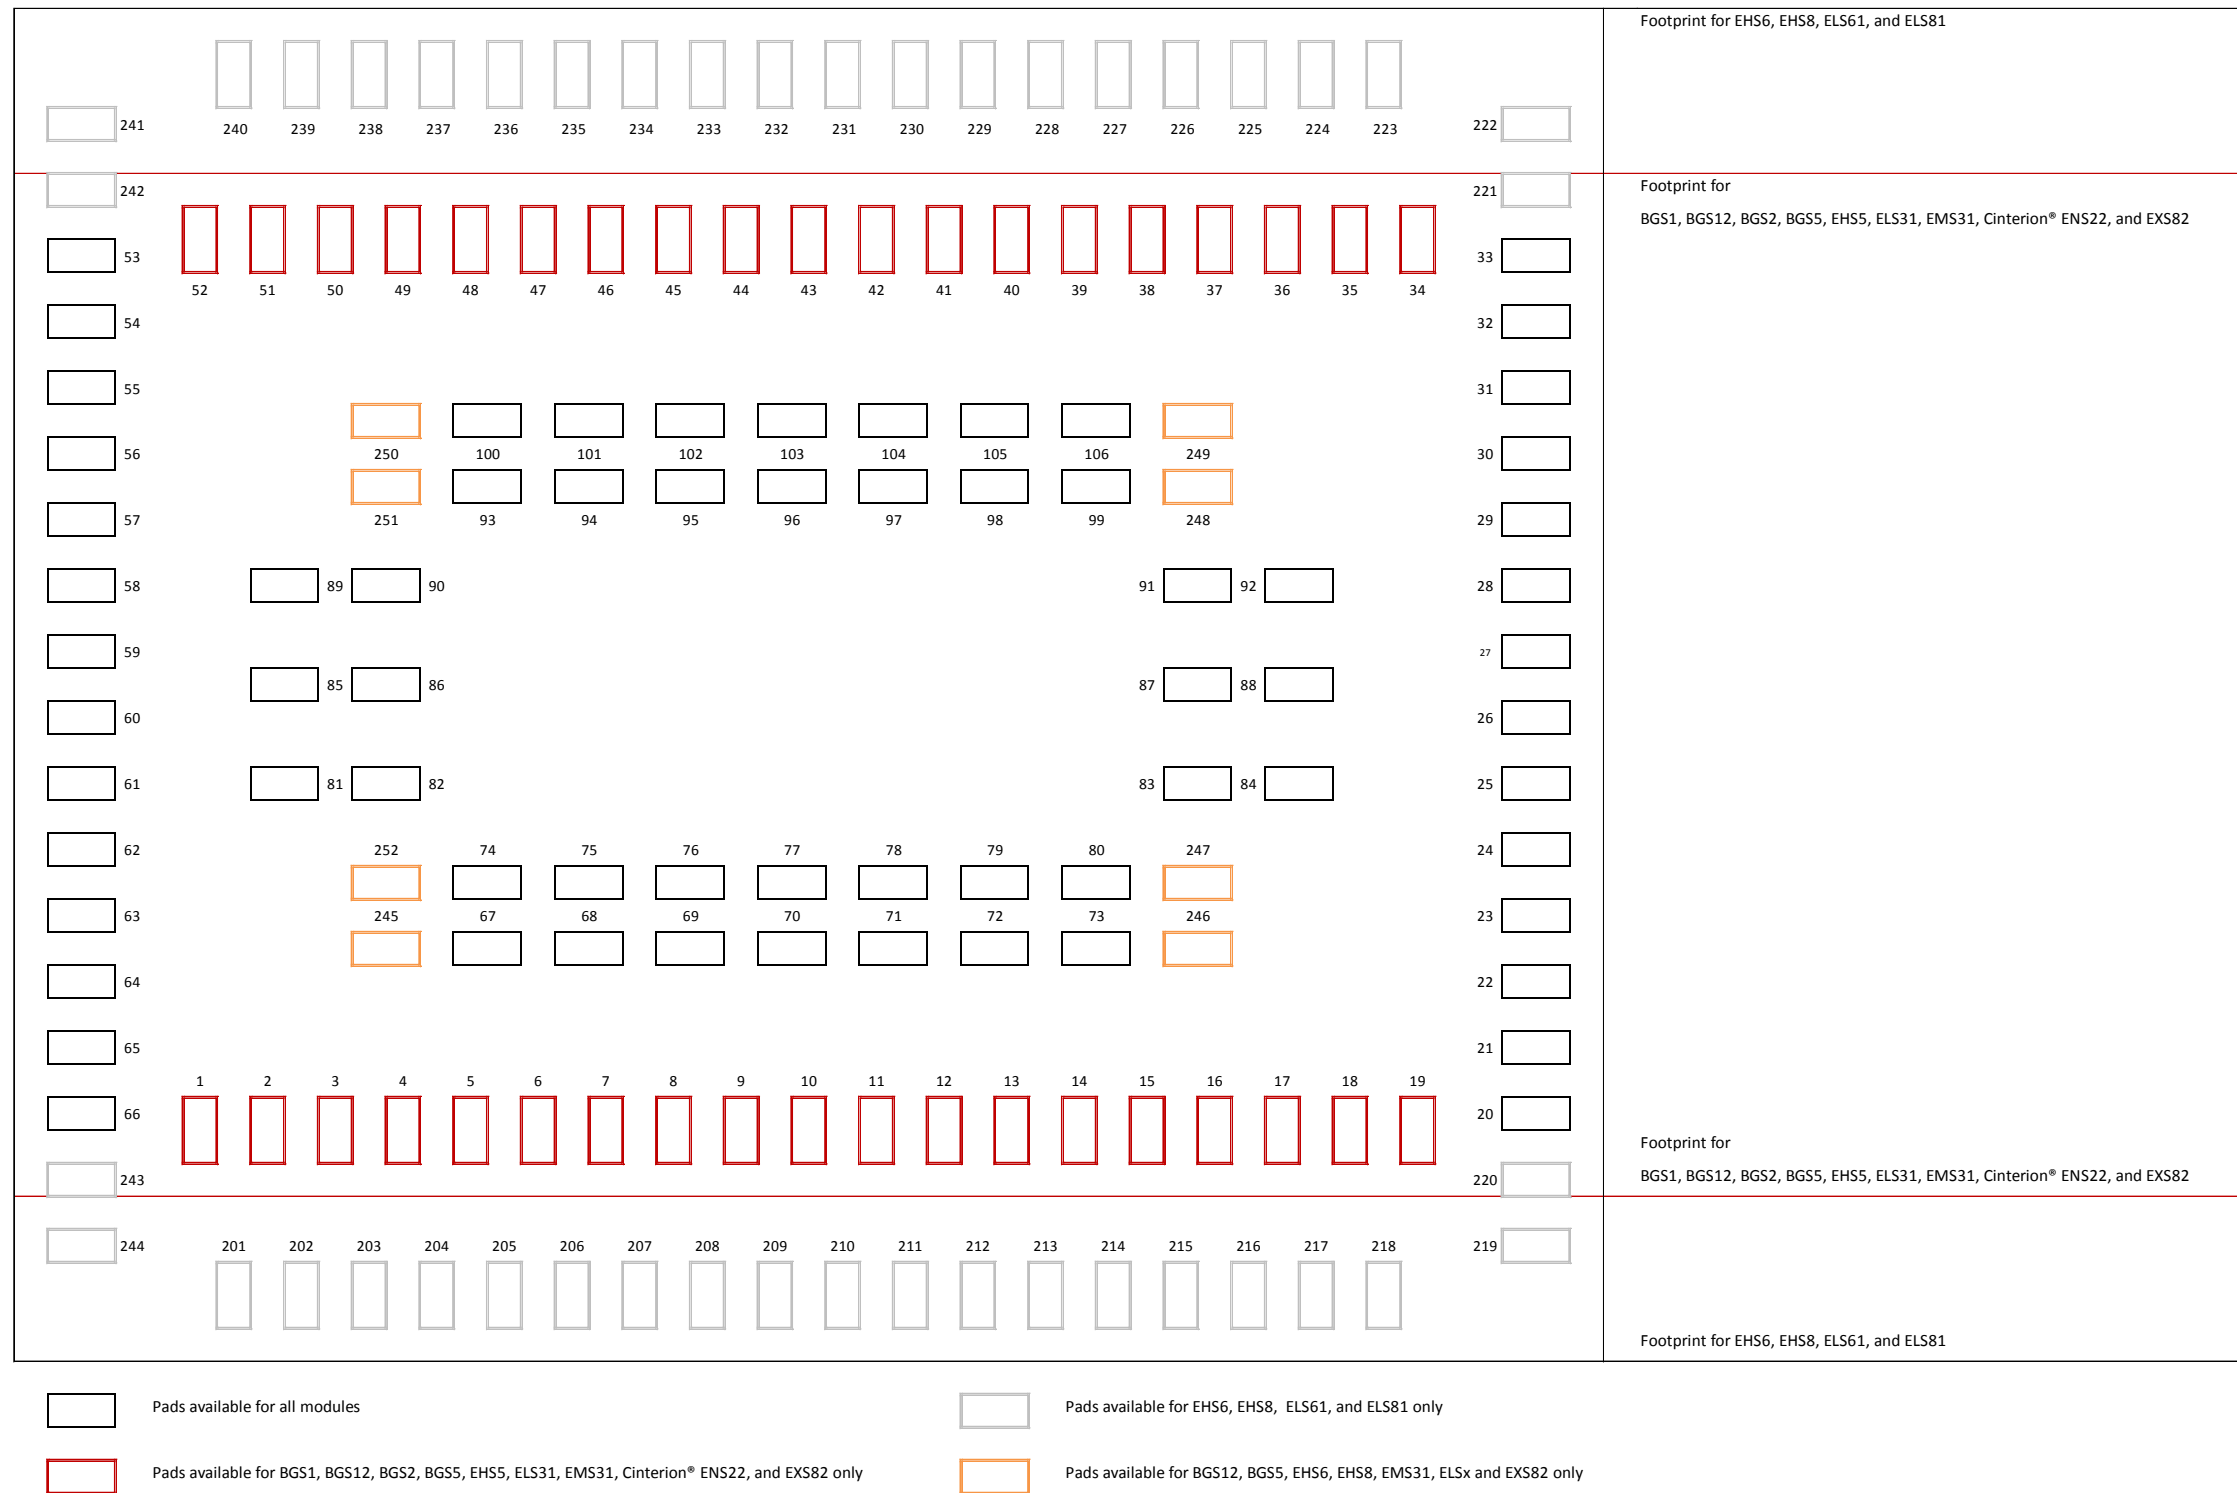 Footprint for EHS6, EHS8, ELS61, and ELS81
241 240 239 238 237 236 235 234 233 232 231 230 229 228 227 226 225 224 223 222
242 221
Footprint for
BGS1, BGS12, BGS2, BGS5, EHS5, ELS31, EMS31, Cinterion® ENS22, and EXS82
53 33
52 51 50 49 48 47 46 45 44 43 42 41 40 39 38 37 36 35 34
54 32
55 31
56 250 100 101 102 103 104 105 106 249 30
57 251 93 94 95 96 97 98 99 248 29
58 89 90 91 92 28
59 27
85 86 87 88
60 26
61 81 82 83 84 25
62 252 74 75 76 77 78 79 80 247 24
63 245 67 68 69 70 71 72 73 246 23
64 22
65 21
1 2 3 4 5 6 7 8 9 10 11 12 13 14 15 16 17 18 19
66 20
Footprint for
243 220
BGS1, BGS12, BGS2, BGS5, EHS5, ELS31, EMS31, Cinterion® ENS22, and EXS82
244 201 202 203 204 205 206 207 208 209 210 211 212 213 214 215 216 217 218 219
Footprint for EHS6, EHS8, ELS61, and ELS81
Pads available for all modules
Pads available for EHS6, EHS8, ELS61, and ELS81 only
Pads available for BGS1, BGS12, BGS2, BGS5, EHS5, ELS31, EMS31, Cinterion® ENS22, and EXS82 only
Pads available for BGS12, BGS5, EHS6, EHS8, EMS31, ELSx and EXS82 only